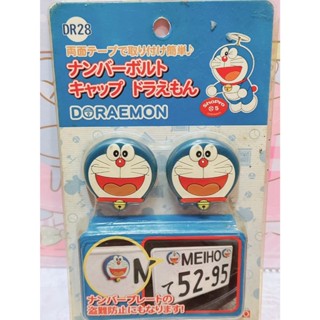 DR28
両面テープで取り付け簡単♪
ナンバーボルト
キャップ ドラえもん
DORAEMON
MEIHO
て52-95
M
ナンバープレートの
盗難防止にもなります!